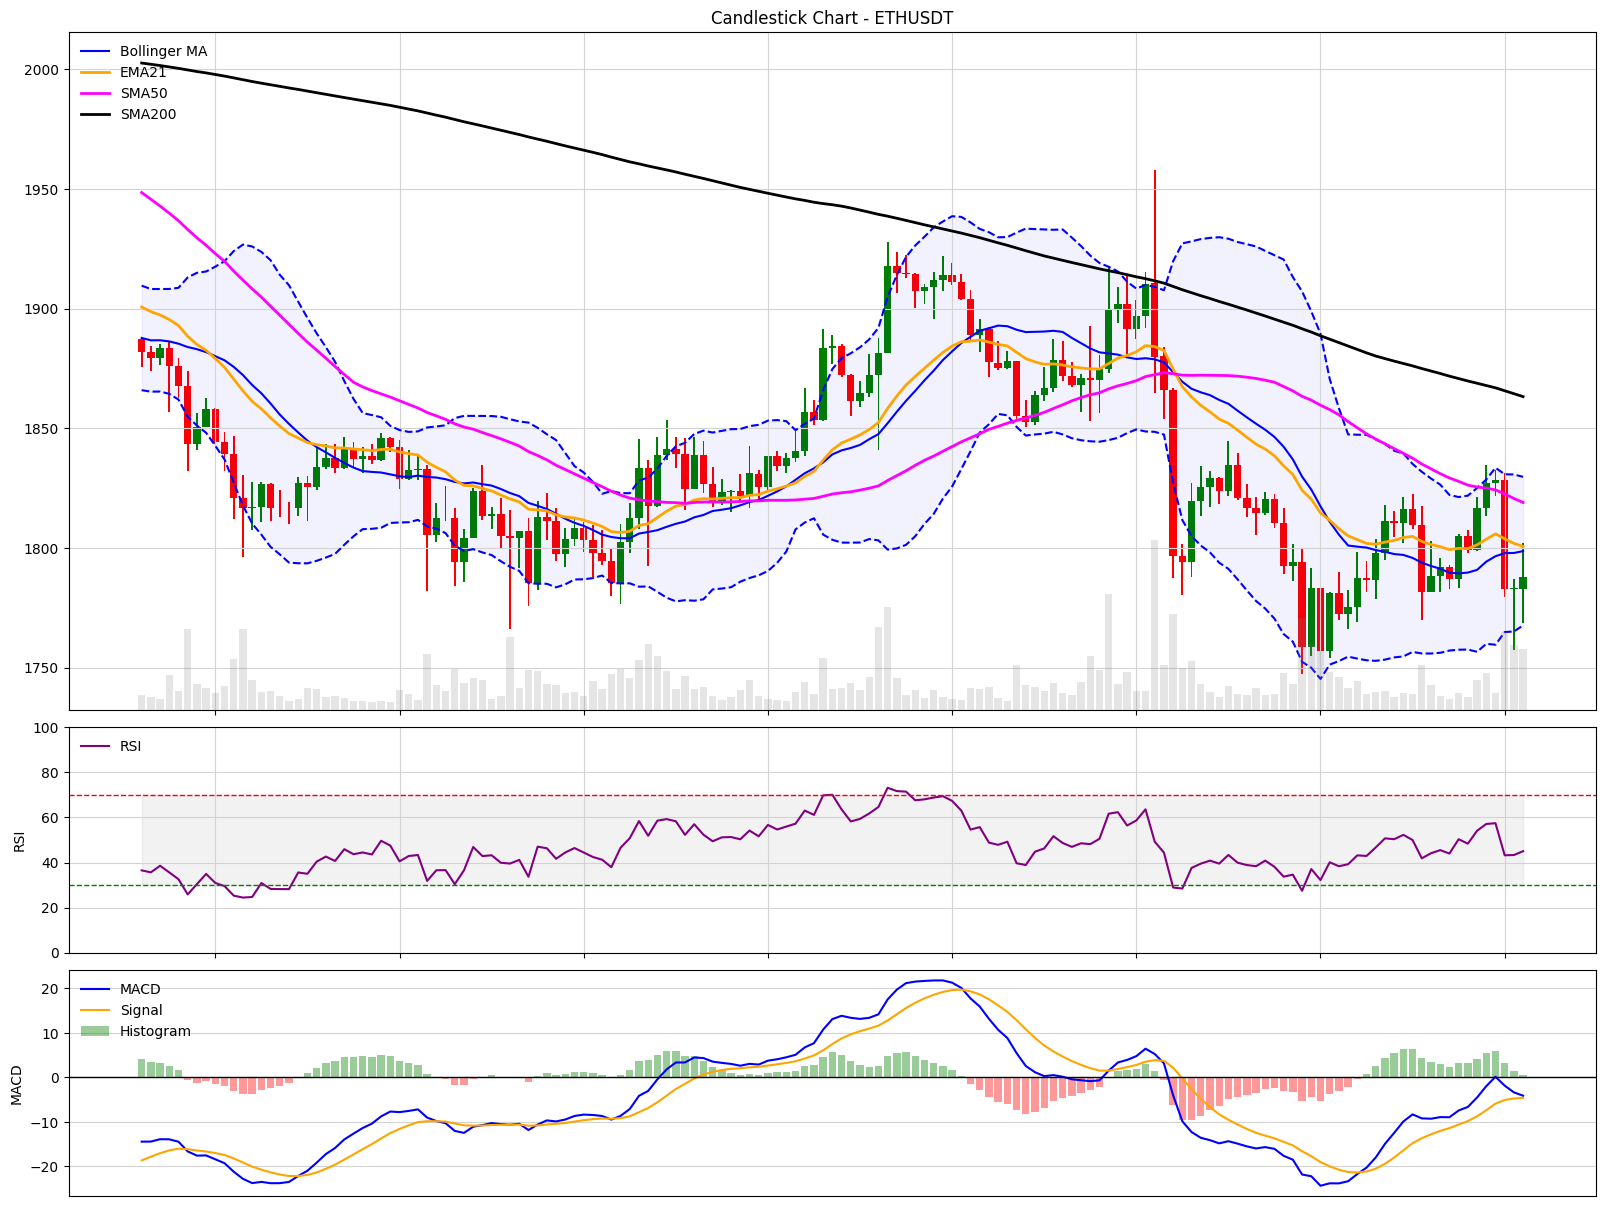 Candlestick Chart - ETHUSDT
Bollinger MA
EMA21
SMA50
SMA200
2000
1950
1900
1850
1800
1750
RSI
100
80
60
40
20
0
RSI
MACD
Signal
Histogram
20
10
0
−10
−20
MACD